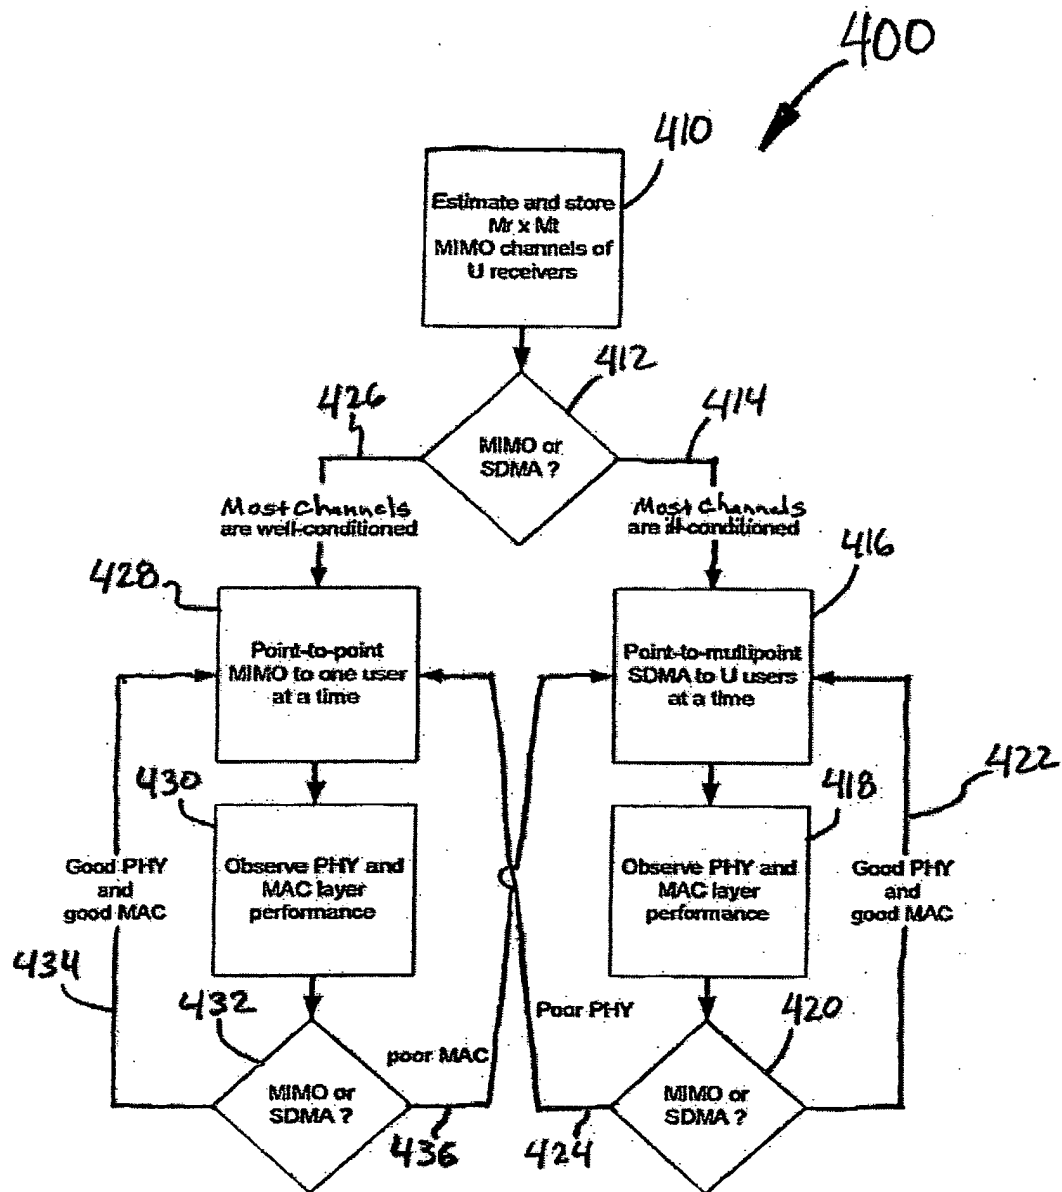 400
410
Estimate and store
Mr x Mt
MIMO channels of
U receivers
412
426
414
MIMO or
SDMA ?
Most Channels
are well-conditioned
Most Channels
are ill-conditioned
428
416
Point-to-point
MIMO to one user
at a time
Point-to-multipoint
SDMA to U users
at a time
430
418
422
Observe PHY and
MAC layer
performance
Observe PHY and
MAC layer
performance
Good PHY
and
good MAC
Good PHY
and
good MAC
434
432
420
poor MAC
Poor PHY
MIMO or
SDMA ?
MIMO or
SDMA ?
436
424